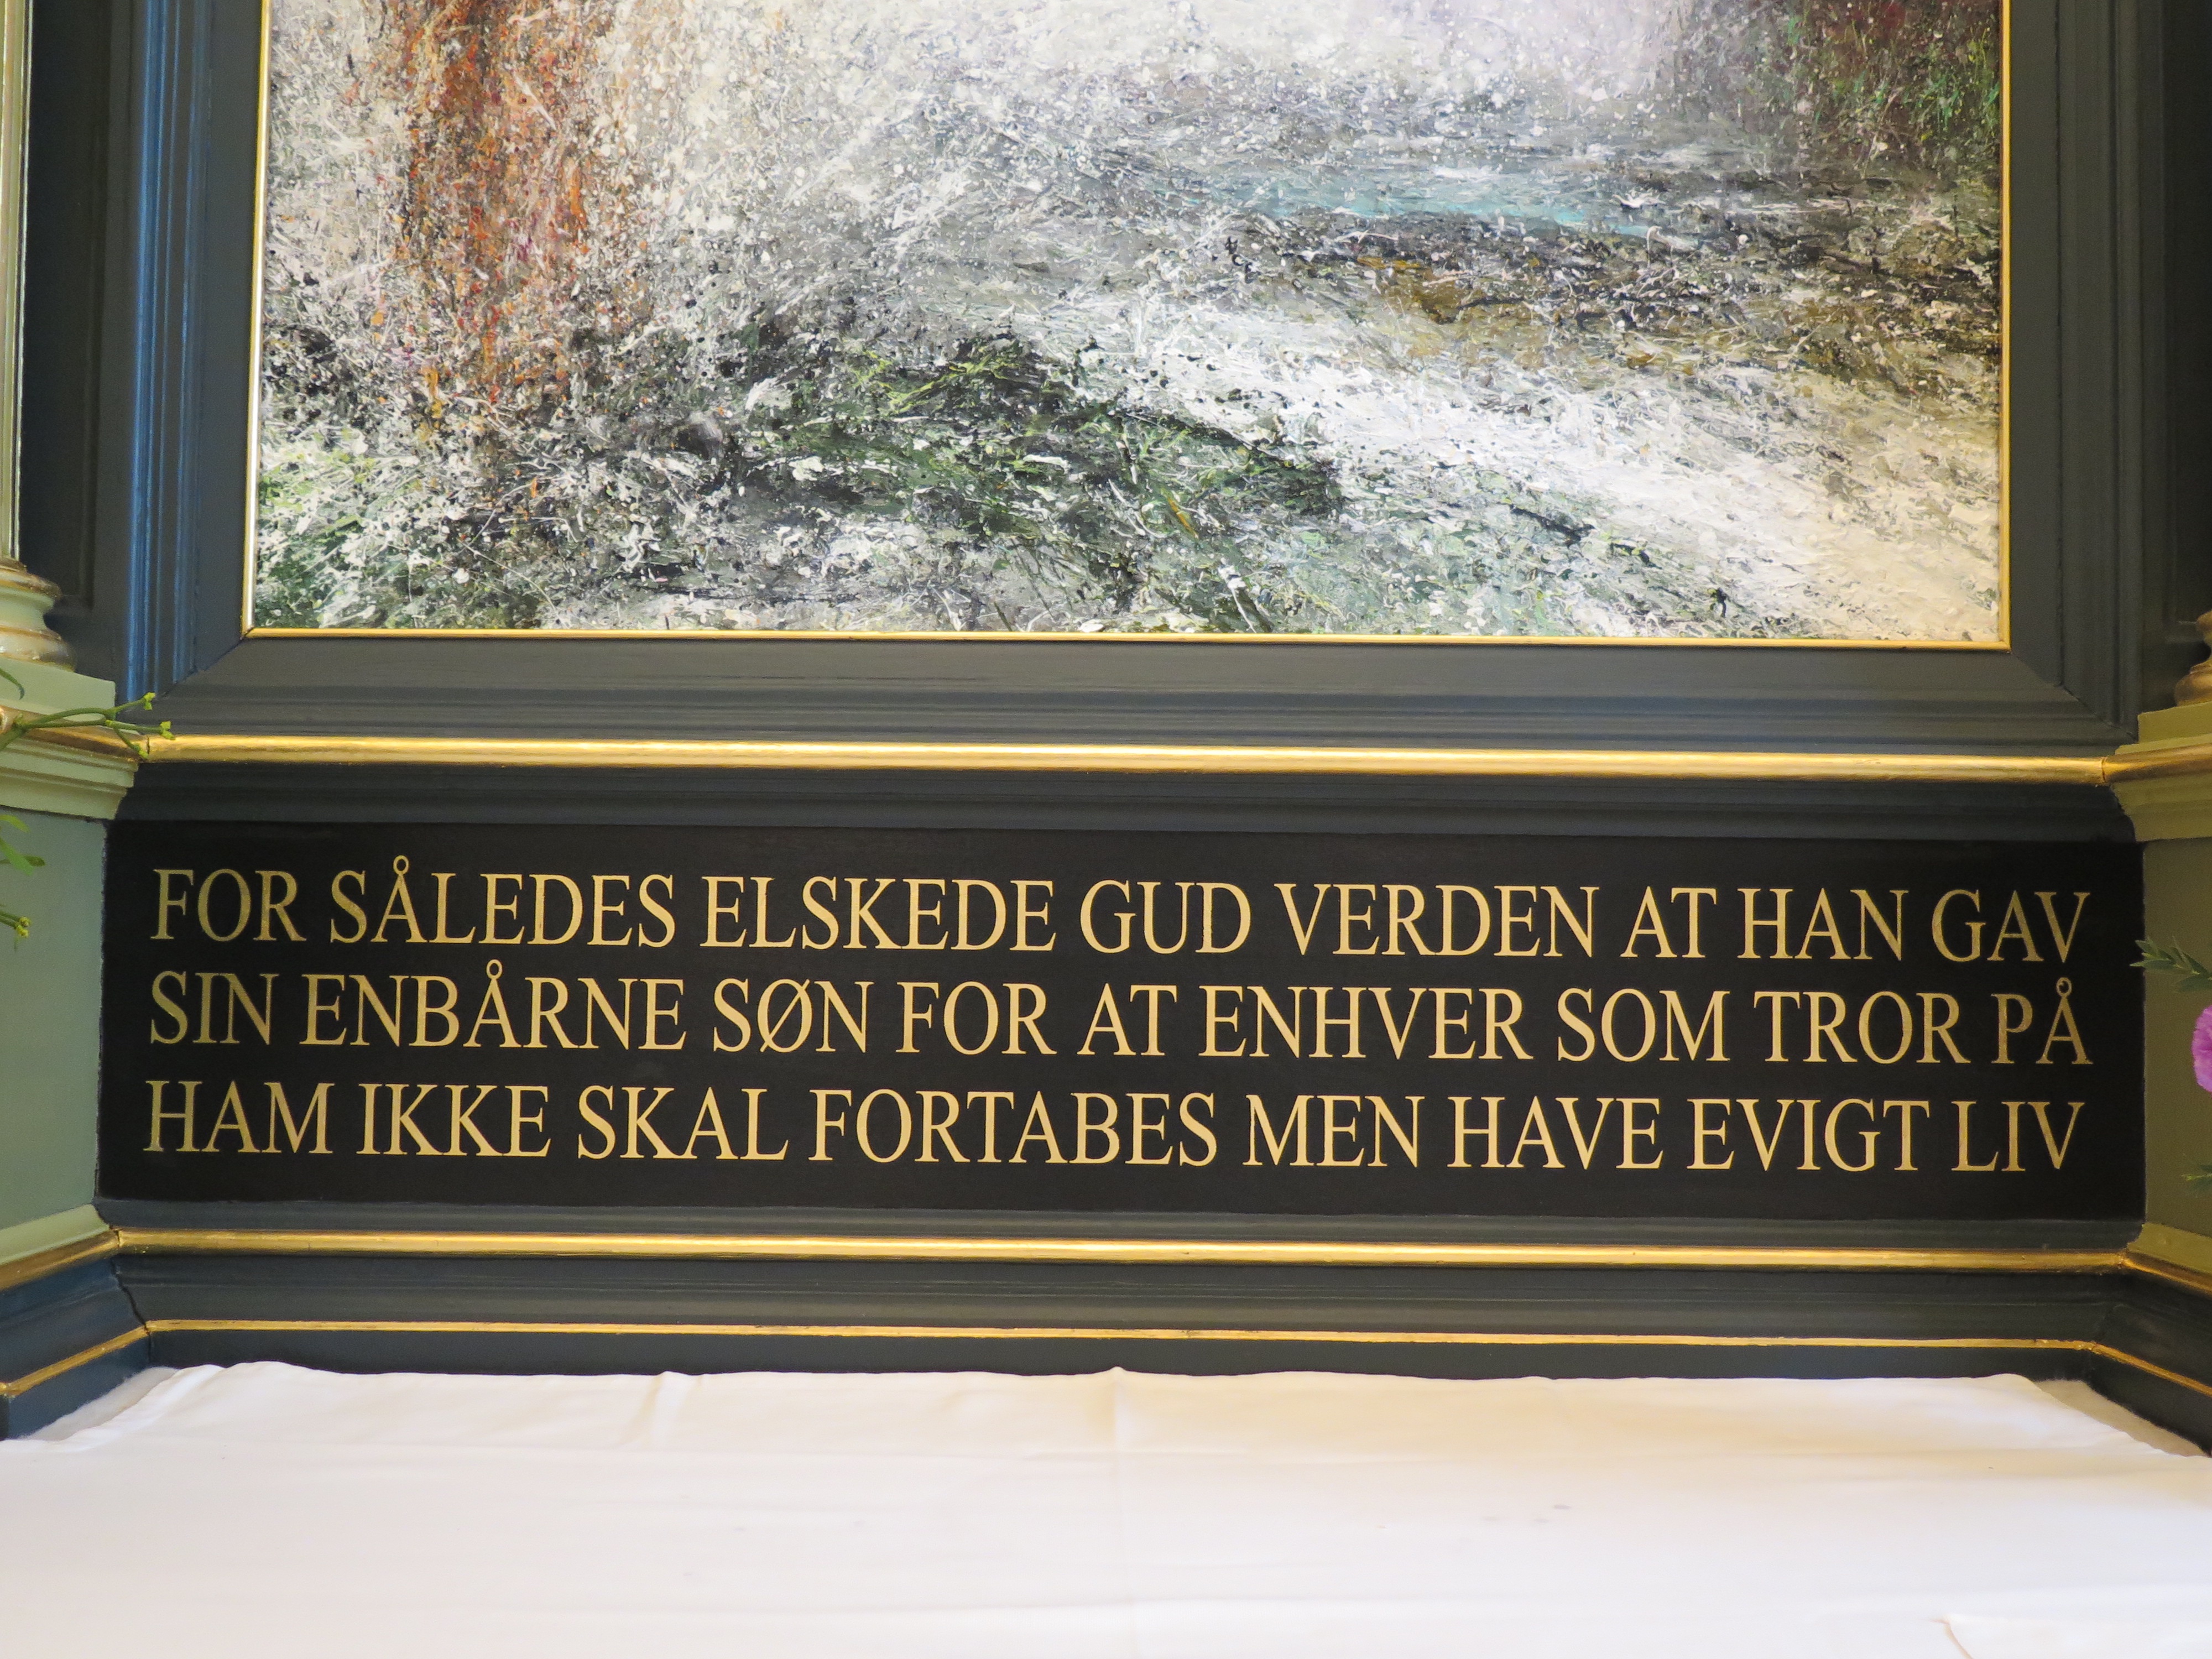 FOR SÅLEDES ELSKEDE GUD VERDEN AT HAN GAV
SIN ENBÅRNE SØN FOR AT ENHVER SOM TROR PÅ
HAM IKKE SKAL FORTABES MEN HAVE EVIGT LIV